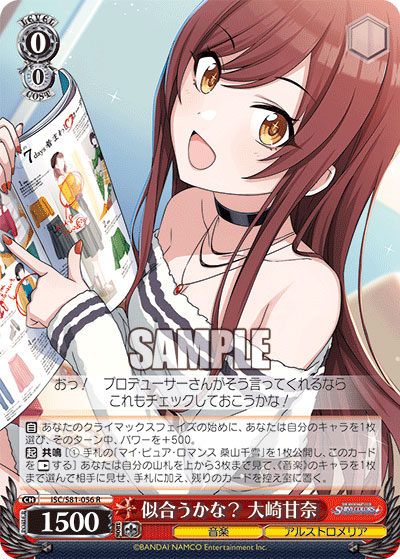 LEVEL
0
0
COST
7days 着まわし
SAMPLE
おっ! プロデューサーさんがそう言ってくれるなら
これもチェックしておこうかな!
自 あなたのクライマックスフェイズの始めに、あなたは自分のキャラを1枚
選び、そのターン中、パワーを+500。
起 共鳴 [① 手札の「マイ・ピュア・ロマンス 桑山千雪」を1枚公開し、このカード
を[レスト]する] あなたは自分の山札を上から3枚まで見て、《音楽》のキャラを1
枚まで選んで相手に見せ、手札に加え、残りのカードを控え室に置く。
CH ISC/S81-056 R
1500
似合うかな? 大崎甘奈
音楽
アルストロメリア
SHINY COLORS
©BANDAI NAMCO Entertainment Inc.